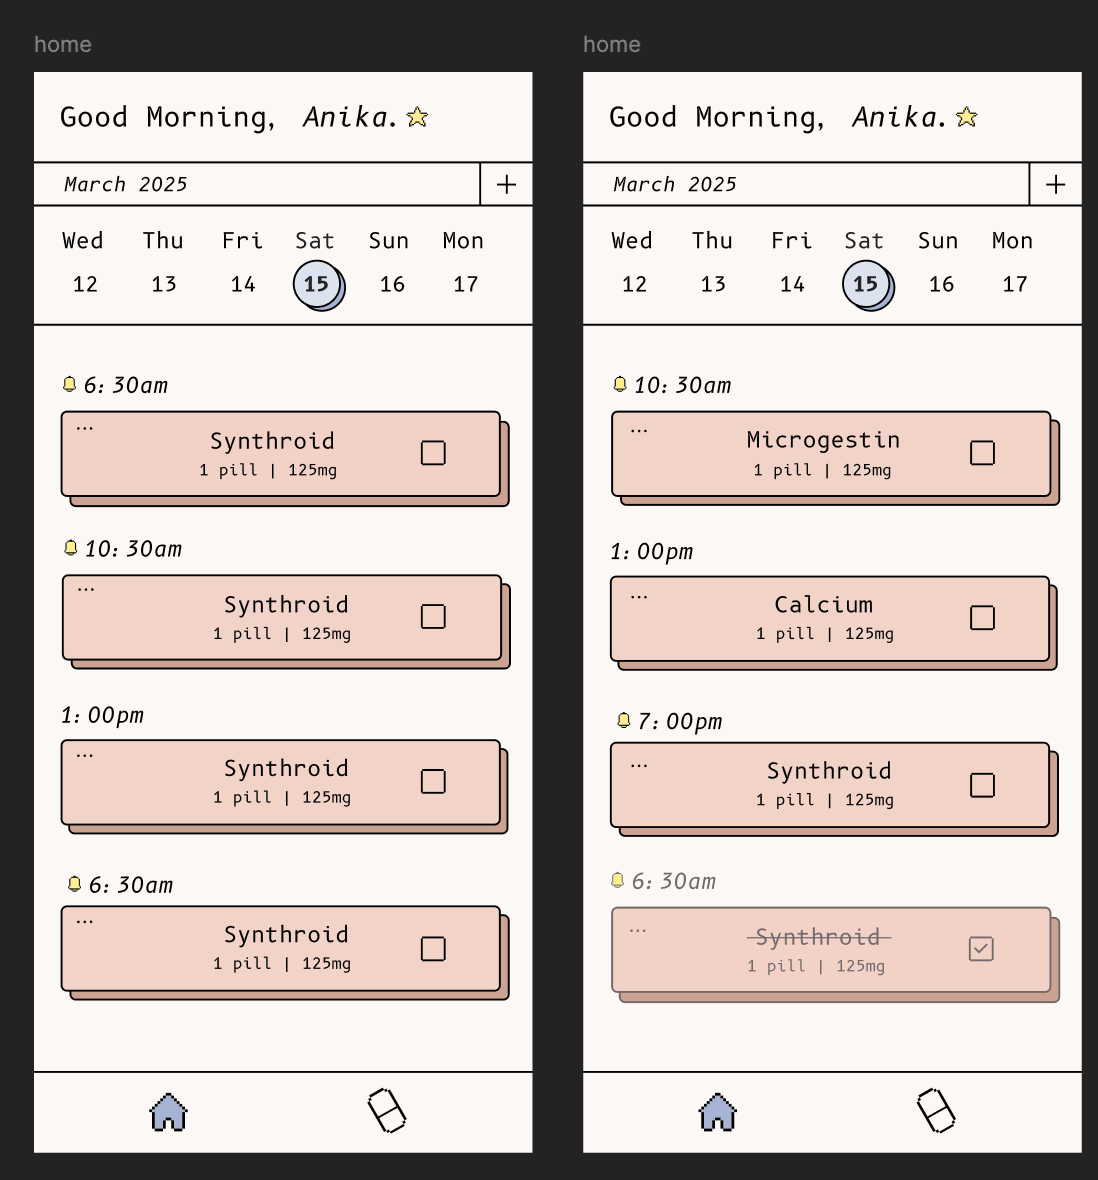 home
Good Morning, Anika.
March 2025
Wed Thu Fri Sat Sun Mon
12 13 14 15 16 17
6:30am
...
Synthroid
1 pill | 125mg
10:30am
...
Synthroid
1 pill | 125mg
1:00pm
...
Synthroid
1 pill | 125mg
6:30am
...
Synthroid
1 pill | 125mg
home
Good Morning, Anika.
March 2025
Wed Thu Fri Sat Sun Mon
12 13 14 15 16 17
10:30am
...
Microgestin
1 pill | 125mg
1:00pm
...
Calcium
1 pill | 125mg
7:00pm
...
Synthroid
1 pill | 125mg
6:30am
...
Synthroid
1 pill | 125mg